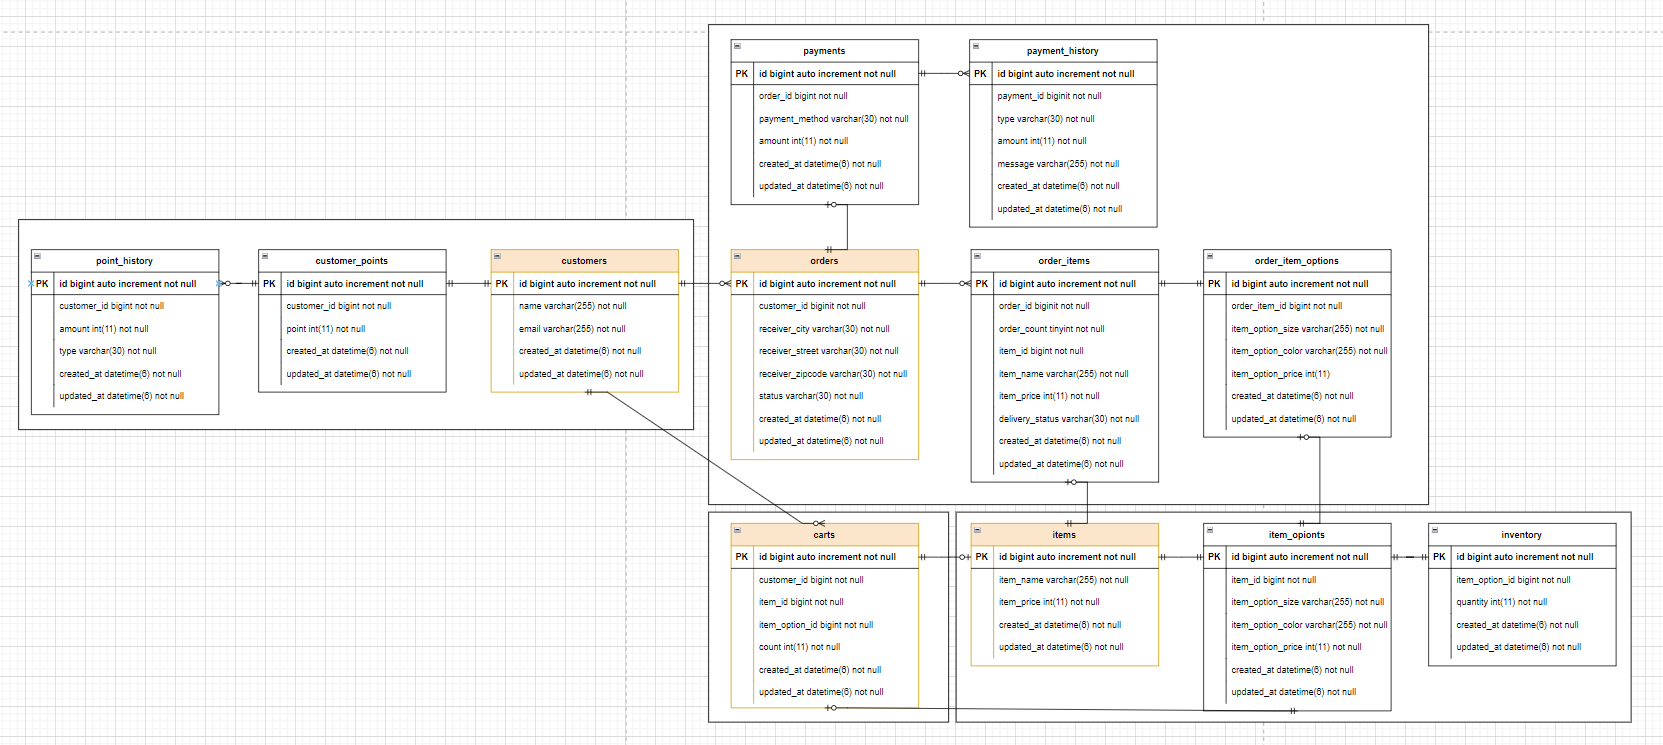 payments
PK id bigint auto increment not null
order_id bigint not null
payment_method varchar(30) not null
amount int(11) not null
created_at datetime(6) not null
updated_at datetime(6) not null
payment_history
PK id bigint auto increment not null
payment_id biginit not null
type varchar(30) not null
amount int(11) not null
message varchar(255) not null
created_at datetime(6) not null
updated_at datetime(6) not null
point_history
PK id bigint auto increment not null
customer_id bigint not null
amount int(11) not null
type varchar(30) not null
created_at datetime(6) not null
updated_at datetime(6) not null
customer_points
PK id bigint auto increment not null
customer_id bigint not null
point int(11) not null
created_at datetime(6) not null
updated_at datetime(6) not null
customers
PK id bigint auto increment not null
name varchar(255) not null
email varchar(255) not null
created_at datetime(6) not null
updated_at datetime(6) not null
orders
PK id bigint auto increment not null
customer_id biginit not null
receiver_city varchar(30) not null
receiver_street varchar(30) not null
receiver_zipcode varchar(30) not null
status varchar(30) not null
created_at datetime(6) not null
updated_at datetime(6) not null
order_items
PK id bigint auto increment not null
order_id biginit not null
order_count tinyint not null
item_id bigint not null
item_name varchar(255) not null
item_price int(11) not null
delivery_status varchar(30) not null
created_at datetime(6) not null
updated_at datetime(6) not null
order_item_options
PK id bigint auto increment not null
order_item_id bigint not null
item_option_size varchar(255) not null
item_option_color varchar(255) not null
item_option_price int(11)
created_at datetime(6) not null
updated_at datetime(6) not null
carts
PK id bigint auto increment not null
customer_id bigint not null
item_id bigint not null
item_option_id bigint not null
count int(11) not null
created_at datetime(6) not null
updated_at datetime(6) not null
items
PK id bigint auto increment not null
item_name varchar(255) not null
item_price int(11) not null
created_at datetime(6) not null
updated_at datetime(6) not null
item_opionts
PK id bigint auto increment not null
item_id bigint not null
item_option_size varchar(255) not null
item_option_color varchar(255) not null
item_option_price int(11) not null
created_at datetime(6) not null
updated_at datetime(6) not null
inventory
PK id bigint auto increment not null
item_option_id bigint not null
quantity int(11) not null
created_at datetime(6) not null
updated_at datetime(6) not null